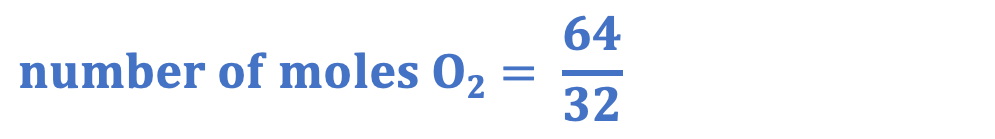 number of moles O₂ = 64/32